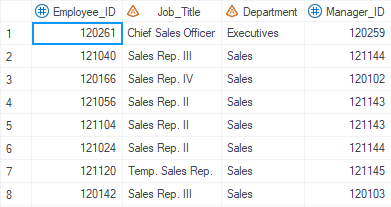 Employee_ID Job_Title Department Manager_ID
1 120261 Chief Sales Officer Executives 120259
2 121040 Sales Rep. III Sales 121144
3 120166 Sales Rep. IV Sales 120102
4 121056 Sales Rep. II Sales 121143
5 121104 Sales Rep. II Sales 121143
6 121024 Sales Rep. II Sales 121144
7 121120 Temp. Sales Rep. Sales 121145
8 120142 Sales Rep. III Sales 120103